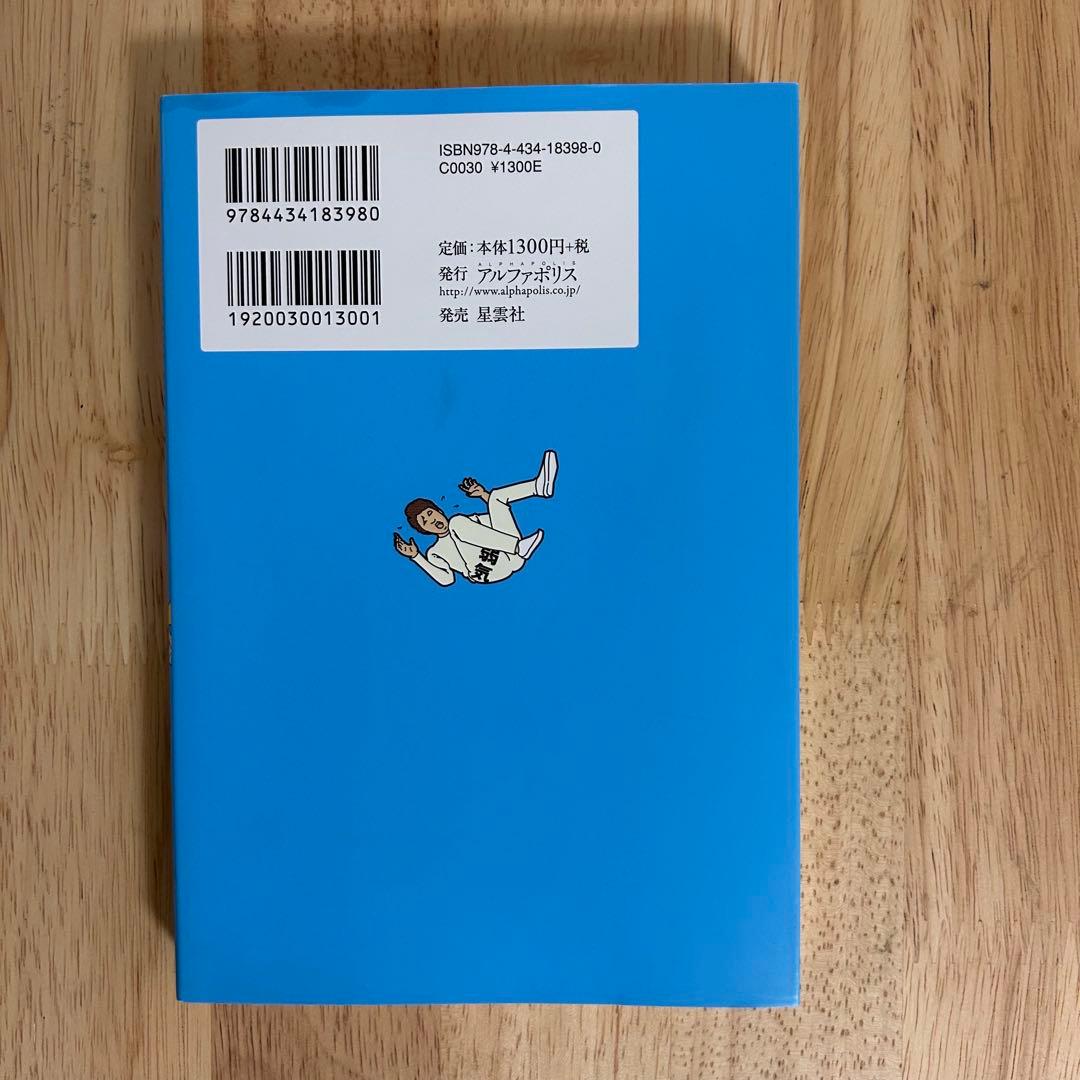 ISBN978-4-434-18398-0
C0030 ¥1300E
9784434183980
定価:本体1300円+税
ALPHAPOLIS
発行 アルファポリス
http://www.alphapolis.co.jp/
1920030013001
発売 星雲社
弱気